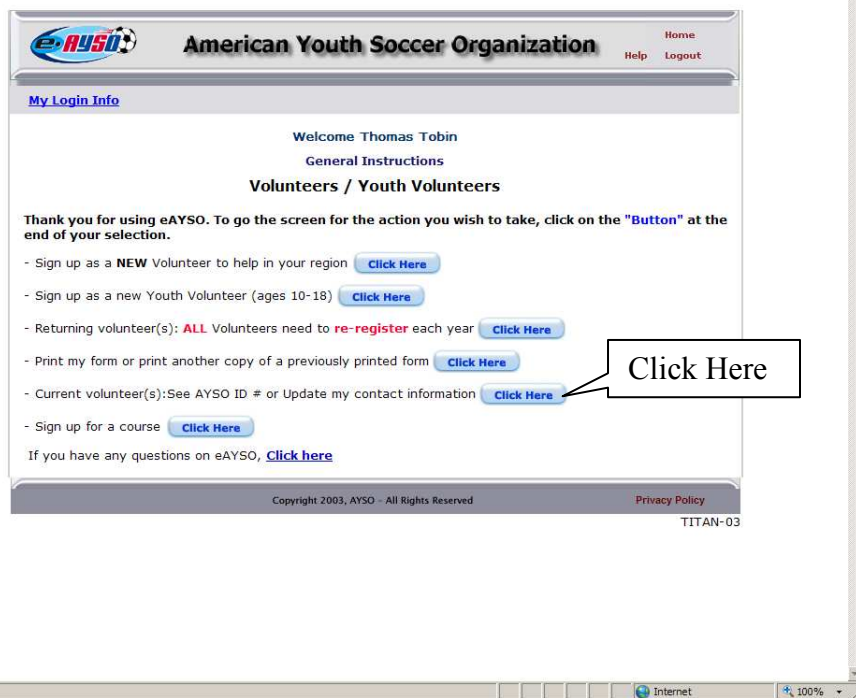 e-AYSO
American Youth Soccer Organization
Home
Help Logout
My Login Info
Welcome Thomas Tobin
General Instructions
Volunteers / Youth Volunteers
Thank you for using eAYSO. To go the screen for the action you wish to take, click on the "Button" at the
end of your selection.
- Sign up as a NEW Volunteer to help in your region Click Here
- Sign up as a new Youth Volunteer (ages 10-18) Click Here
- Returning volunteer(s): ALL Volunteers need to re-register each year Click Here
- Print my form or print another copy of a previously printed form Click Here
Click Here
- Current volunteer(s):See AYSO ID # or Update my contact information Click Here
- Sign up for a course Click Here
If you have any questions on eAYSO, Click here
Copyright 2003, AYSO - All Rights Reserved Privacy Policy
TITAN-03
Internet 100%